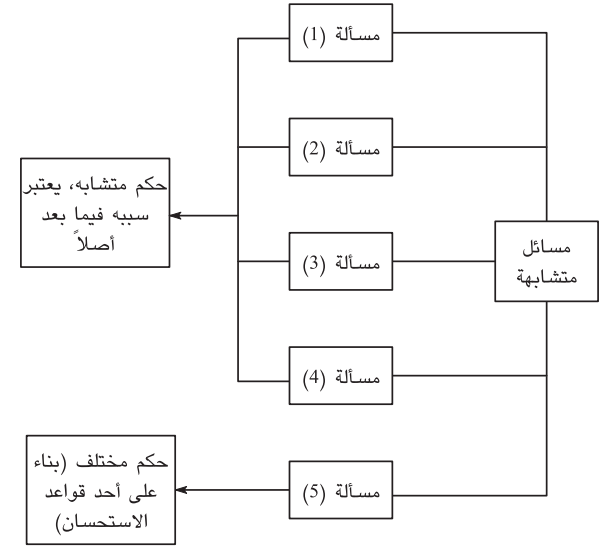 مسألة (1)
مسألة (2)
حكم متشابه، يعتبر
سببه فيما بعد
أصلاً
مسائل
متشابهة
مسألة (3)
مسألة (4)
حكم مختلف (بناء
على أحد قواعد
الاستحسان)
مسألة (5)